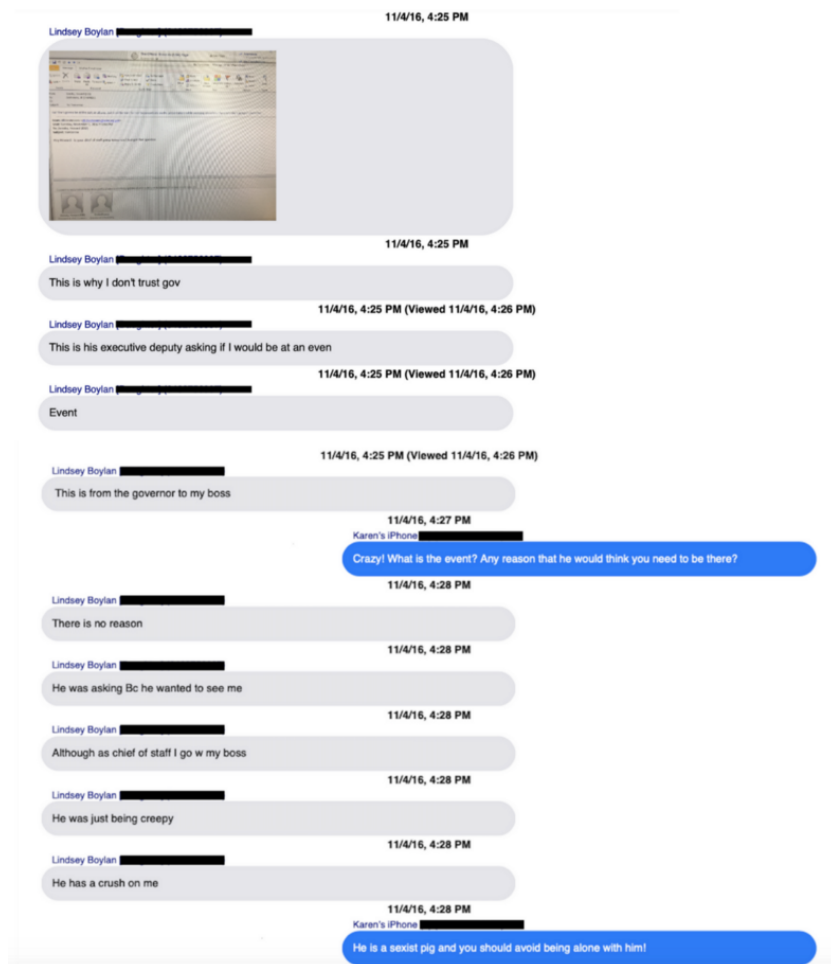 11/4/16, 4:25 PM
Lindsey Boylan
11/4/16, 4:25 PM
Lindsey Boylan
This is why I don't trust gov
11/4/16, 4:25 PM (Viewed 11/4/16, 4:26 PM)
Lindsey Boylan
This is his executive deputy asking if I would be at an even
11/4/16, 4:25 PM (Viewed 11/4/16, 4:26 PM)
Lindsey Boylan
Event
11/4/16, 4:25 PM (Viewed 11/4/16, 4:26 PM)
Lindsey Boylan
This is from the governor to my boss
11/4/16, 4:27 PM
Karen's iPhone
Crazy! What is the event? Any reason that he would think you need to be there?
11/4/16, 4:28 PM
Lindsey Boylan
There is no reason
11/4/16, 4:28 PM
Lindsey Boylan
He was asking Bc he wanted to see me
11/4/16, 4:28 PM
Lindsey Boylan
Although as chief of staff I go w my boss
11/4/16, 4:28 PM
Lindsey Boylan
He was just being creepy
11/4/16, 4:28 PM
Lindsey Boylan
He has a crush on me
11/4/16, 4:28 PM
Karen's iPhone
He is a sexist pig and you should avoid being alone with him!